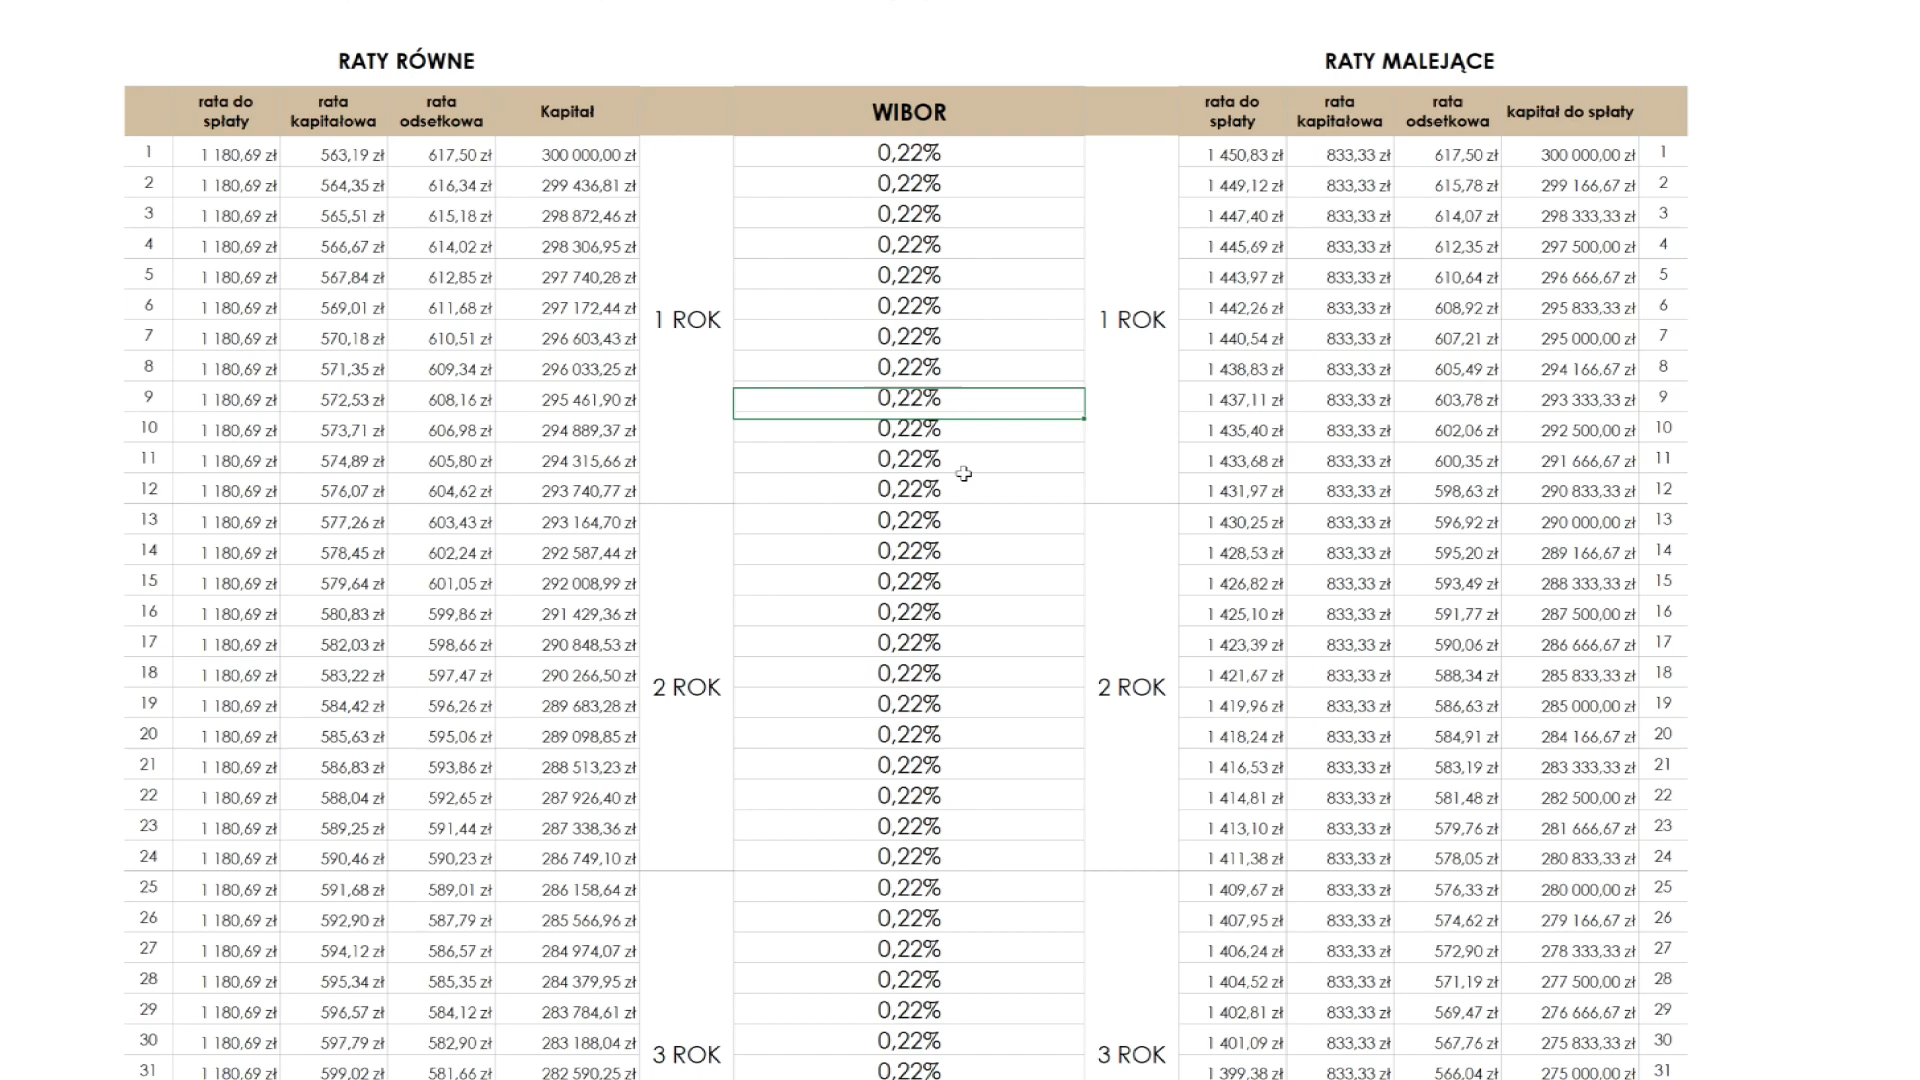 RATY RÓWNE RATY MALEJĄCE
rata do spłaty rata kapitałowa rata odsetkowa Kapitał WIBOR rata do spłaty rata kapitałowa rata odsetkowa kapitał do spłaty
1 1 180,69 zł 563,19 zł 617,50 zł 300 000,00 zł 0,22% 1 450,83 zł 833,33 zł 617,50 zł 300 000,00 zł 1
2 1 180,69 zł 564,35 zł 616,34 zł 299 436,81 zł 0,22% 1 449,12 zł 833,33 zł 615,78 zł 299 166,67 zł 2
3 1 180,69 zł 565,51 zł 615,18 zł 298 872,46 zł 0,22% 1 447,40 zł 833,33 zł 614,07 zł 298 333,33 zł 3
4 1 180,69 zł 566,67 zł 614,02 zł 298 306,95 zł 0,22% 1 445,69 zł 833,33 zł 612,35 zł 297 500,00 zł 4
5 1 180,69 zł 567,84 zł 612,85 zł 297 740,28 zł 0,22% 1 443,97 zł 833,33 zł 610,64 zł 296 666,67 zł 5
6 1 180,69 zł 569,01 zł 611,68 zł 297 172,44 zł 0,22% 1 442,26 zł 833,33 zł 608,92 zł 295 833,33 zł 6
1 ROK 1 ROK
7 1 180,69 zł 570,18 zł 610,51 zł 296 603,43 zł 0,22% 1 440,54 zł 833,33 zł 607,21 zł 295 000,00 zł 7
8 1 180,69 zł 571,35 zł 609,34 zł 296 033,25 zł 0,22% 1 438,83 zł 833,33 zł 605,49 zł 294 166,67 zł 8
9 1 180,69 zł 572,53 zł 608,16 zł 295 461,90 zł 0,22% 1 437,11 zł 833,33 zł 603,78 zł 293 333,33 zł 9
10 1 180,69 zł 573,71 zł 606,98 zł 294 889,37 zł 0,22% 1 435,40 zł 833,33 zł 602,06 zł 292 500,00 zł 10
11 1 180,69 zł 574,89 zł 605,80 zł 294 315,66 zł 0,22% 1 433,68 zł 833,33 zł 600,35 zł 291 666,67 zł 11
12 1 180,69 zł 576,07 zł 604,62 zł 293 740,77 zł 0,22% 1 431,97 zł 833,33 zł 598,63 zł 290 833,33 zł 12
13 1 180,69 zł 577,26 zł 603,43 zł 293 164,70 zł 0,22% 1 430,25 zł 833,33 zł 596,92 zł 290 000,00 zł 13
14 1 180,69 zł 578,45 zł 602,24 zł 292 587,44 zł 0,22% 1 428,53 zł 833,33 zł 595,20 zł 289 166,67 zł 14
15 1 180,69 zł 579,64 zł 601,05 zł 292 008,99 zł 0,22% 1 426,82 zł 833,33 zł 593,49 zł 288 333,33 zł 15
16 1 180,69 zł 580,83 zł 599,86 zł 291 429,36 zł 0,22% 1 425,10 zł 833,33 zł 591,77 zł 287 500,00 zł 16
17 1 180,69 zł 582,03 zł 598,66 zł 290 848,53 zł 0,22% 1 423,39 zł 833,33 zł 590,06 zł 286 666,67 zł 17
18 1 180,69 zł 583,22 zł 597,47 zł 290 266,50 zł 0,22% 1 421,67 zł 833,33 zł 588,34 zł 285 833,33 zł 18
2 ROK 2 ROK
19 1 180,69 zł 584,42 zł 596,26 zł 289 683,28 zł 0,22% 1 419,96 zł 833,33 zł 586,63 zł 285 000,00 zł 19
20 1 180,69 zł 585,63 zł 595,06 zł 289 098,85 zł 0,22% 1 418,24 zł 833,33 zł 584,91 zł 284 166,67 zł 20
21 1 180,69 zł 586,83 zł 593,86 zł 288 513,23 zł 0,22% 1 416,53 zł 833,33 zł 583,19 zł 283 333,33 zł 21
22 1 180,69 zł 588,04 zł 592,65 zł 287 926,40 zł 0,22% 1 414,81 zł 833,33 zł 581,48 zł 282 500,00 zł 22
23 1 180,69 zł 589,25 zł 591,44 zł 287 338,36 zł 0,22% 1 413,10 zł 833,33 zł 579,76 zł 281 666,67 zł 23
24 1 180,69 zł 590,46 zł 590,23 zł 286 749,10 zł 0,22% 1 411,38 zł 833,33 zł 578,05 zł 280 833,33 zł 24
25 1 180,69 zł 591,68 zł 589,01 zł 286 158,64 zł 0,22% 1 409,67 zł 833,33 zł 576,33 zł 280 000,00 zł 25
26 1 180,69 zł 592,90 zł 587,79 zł 285 566,96 zł 0,22% 1 407,95 zł 833,33 zł 574,62 zł 279 166,67 zł 26
27 1 180,69 zł 594,12 zł 586,57 zł 284 974,07 zł 0,22% 1 406,24 zł 833,33 zł 572,90 zł 278 333,33 zł 27
28 1 180,69 zł 595,34 zł 585,35 zł 284 379,95 zł 0,22% 1 404,52 zł 833,33 zł 571,19 zł 277 500,00 zł 28
29 1 180,69 zł 596,57 zł 584,12 zł 283 784,61 zł 0,22% 1 402,81 zł 833,33 zł 569,47 zł 276 666,67 zł 29
30 1 180,69 zł 597,79 zł 582,90 zł 283 188,04 zł 0,22% 1 401,09 zł 833,33 zł 567,76 zł 275 833,33 zł 30
3 ROK 3 ROK
31 1 180,69 zł 599,02 zł 581,66 zł 282 590,25 zł 0,22% 1 399,38 zł 833,33 zł 566,04 zł 275 000,00 zł 31